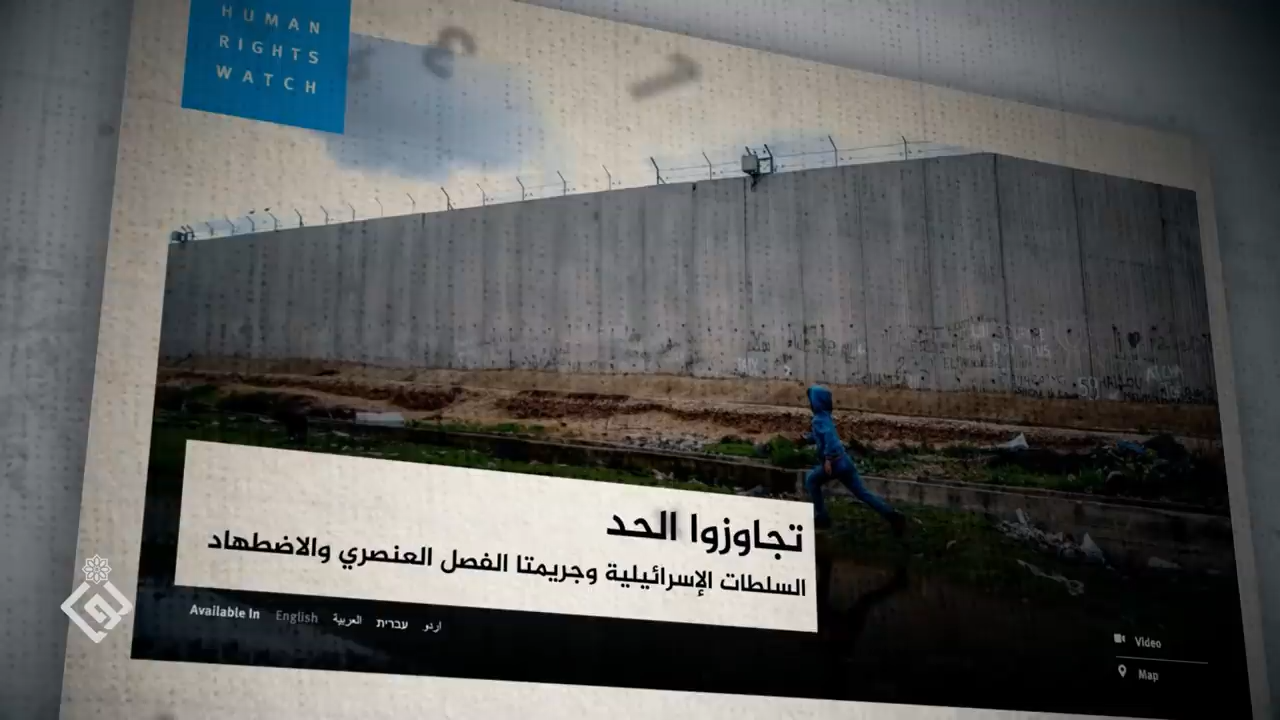 HUMAN
RIGHTS
WATCH
تجاوزوا الحد
السلطات الإسرائيلية وجريمتا الفصل العنصري والاضطهاد
Available In English العربية עברית اردو
Video
Map